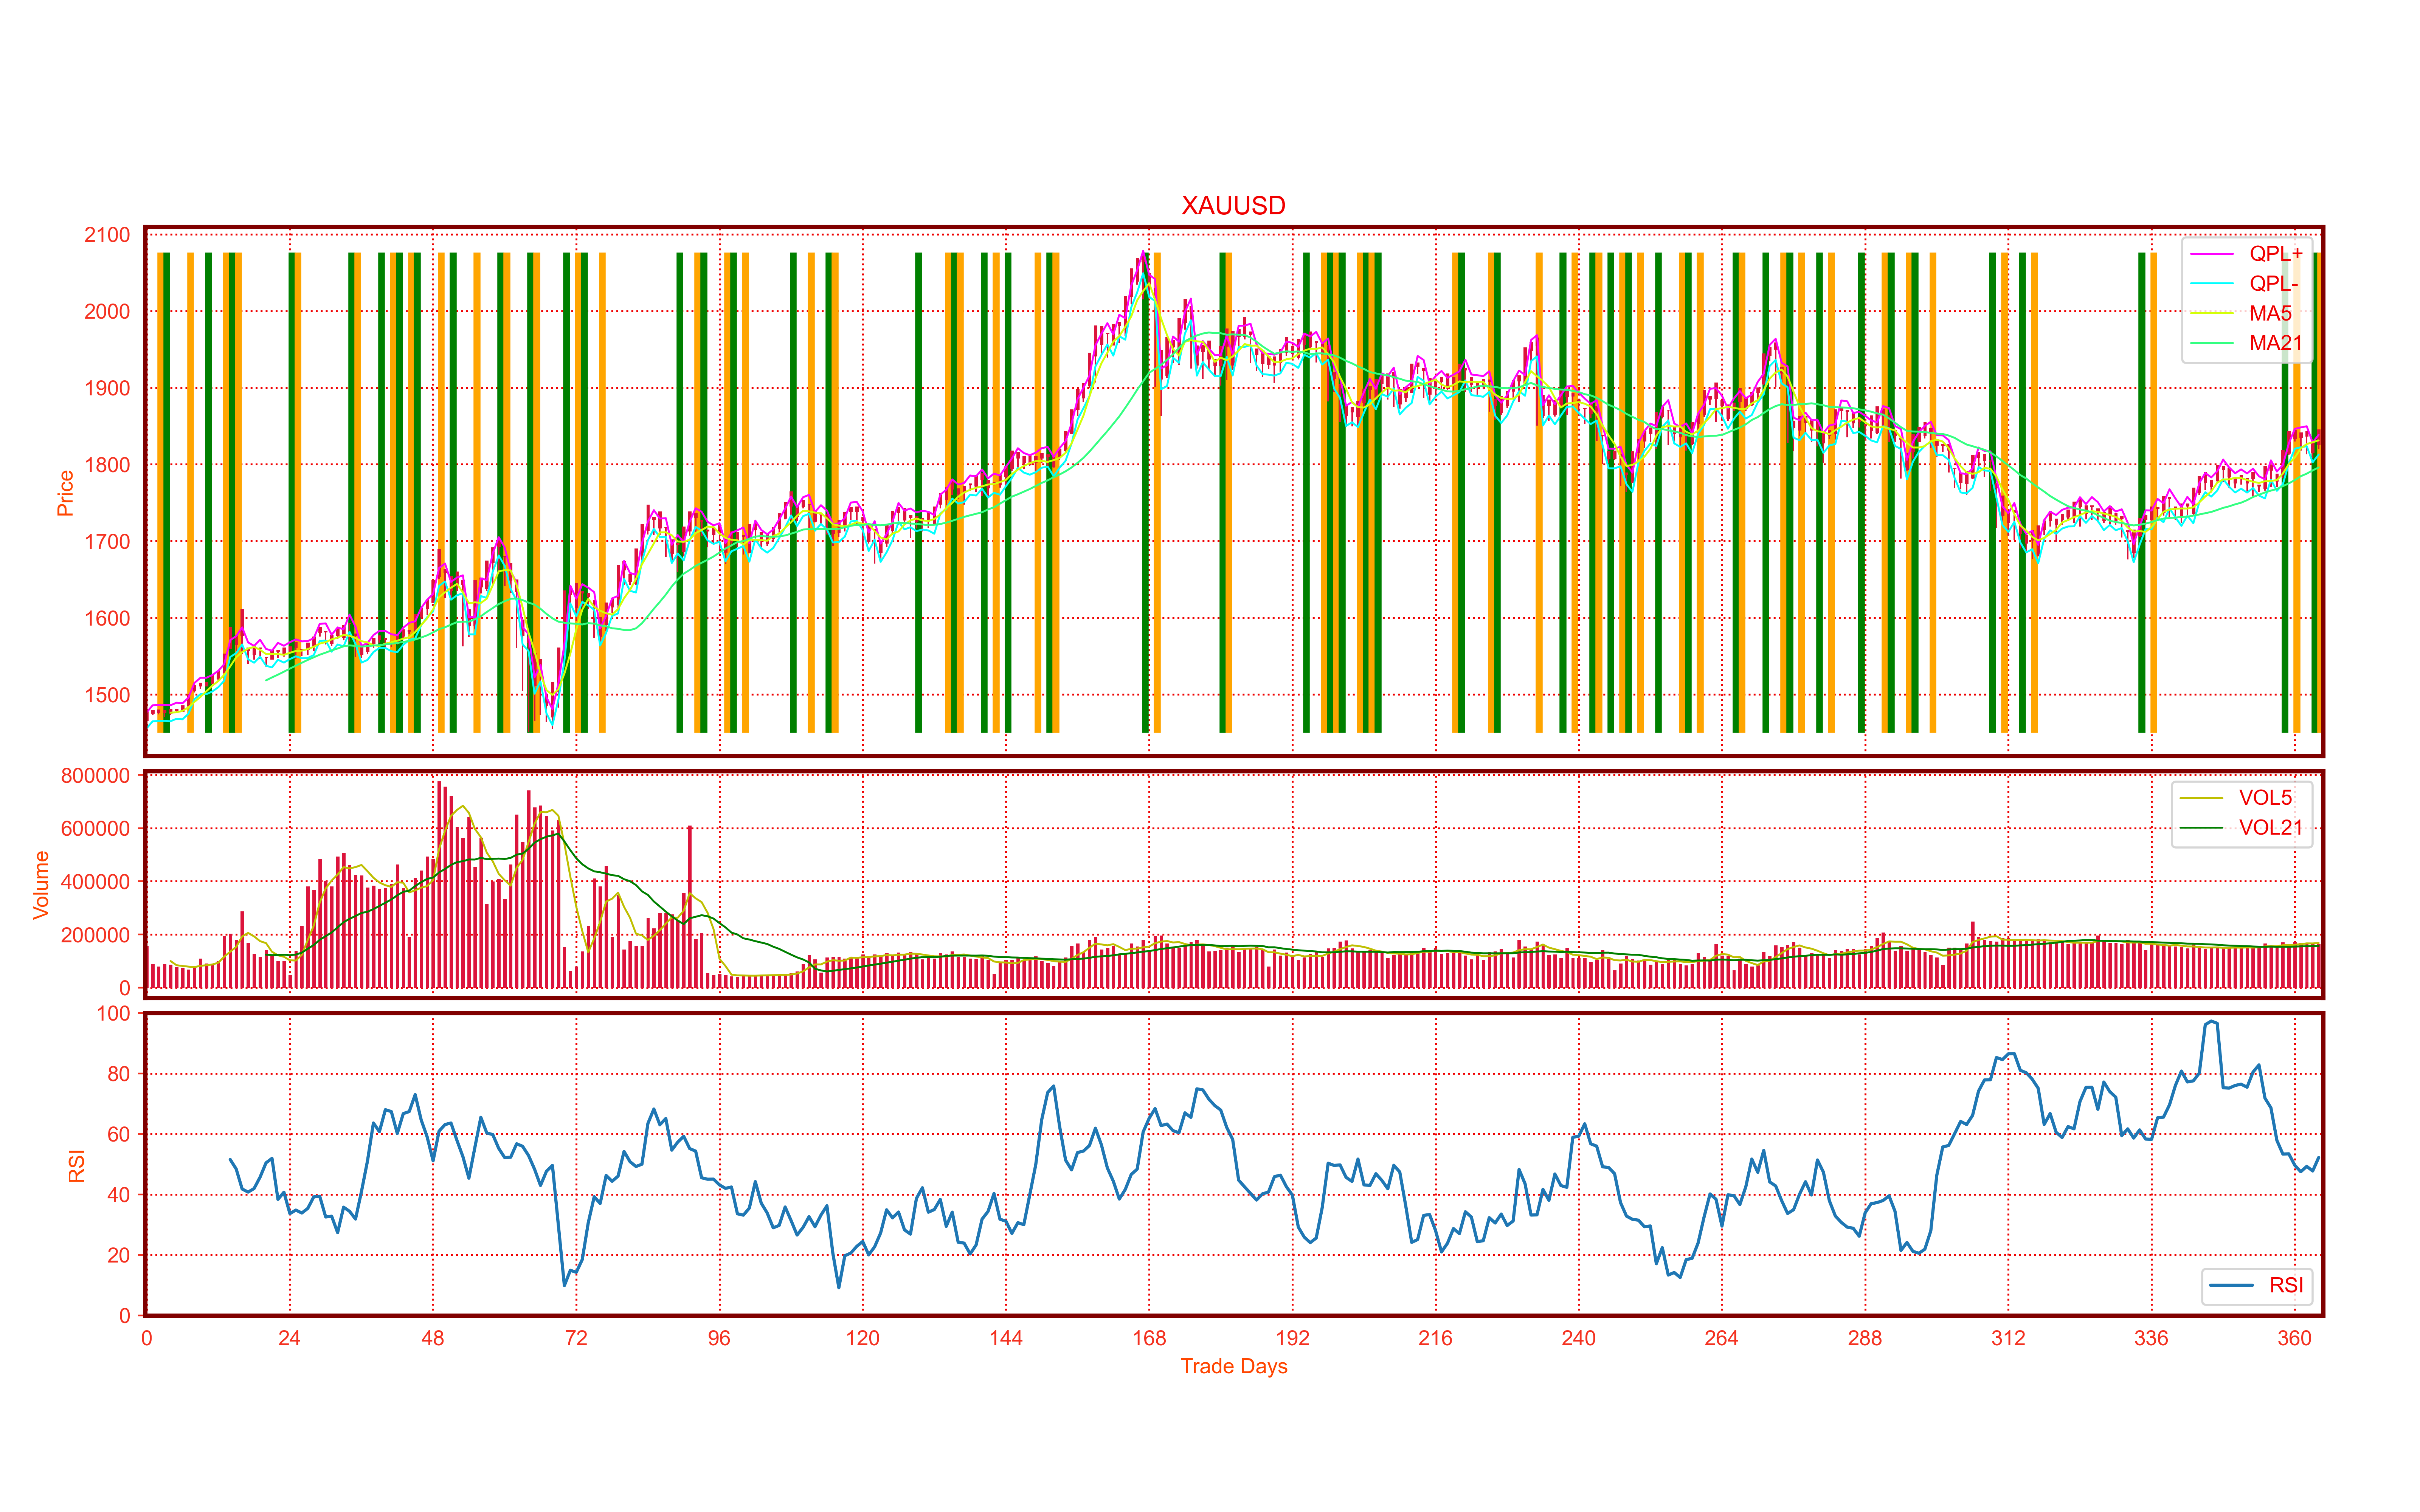 XAUUSD
2100
2000
1900
1800
1700
1600
1500
Price
QPL+
QPL-
MA5
MA21
800000
600000
400000
200000
0
Volume
VOL5
VOL21
100
80
60
40
20
0
RSI
RSI
0 24 48 72 96 120 144 168 192 216 240 264 288 312 336 360
Trade Days